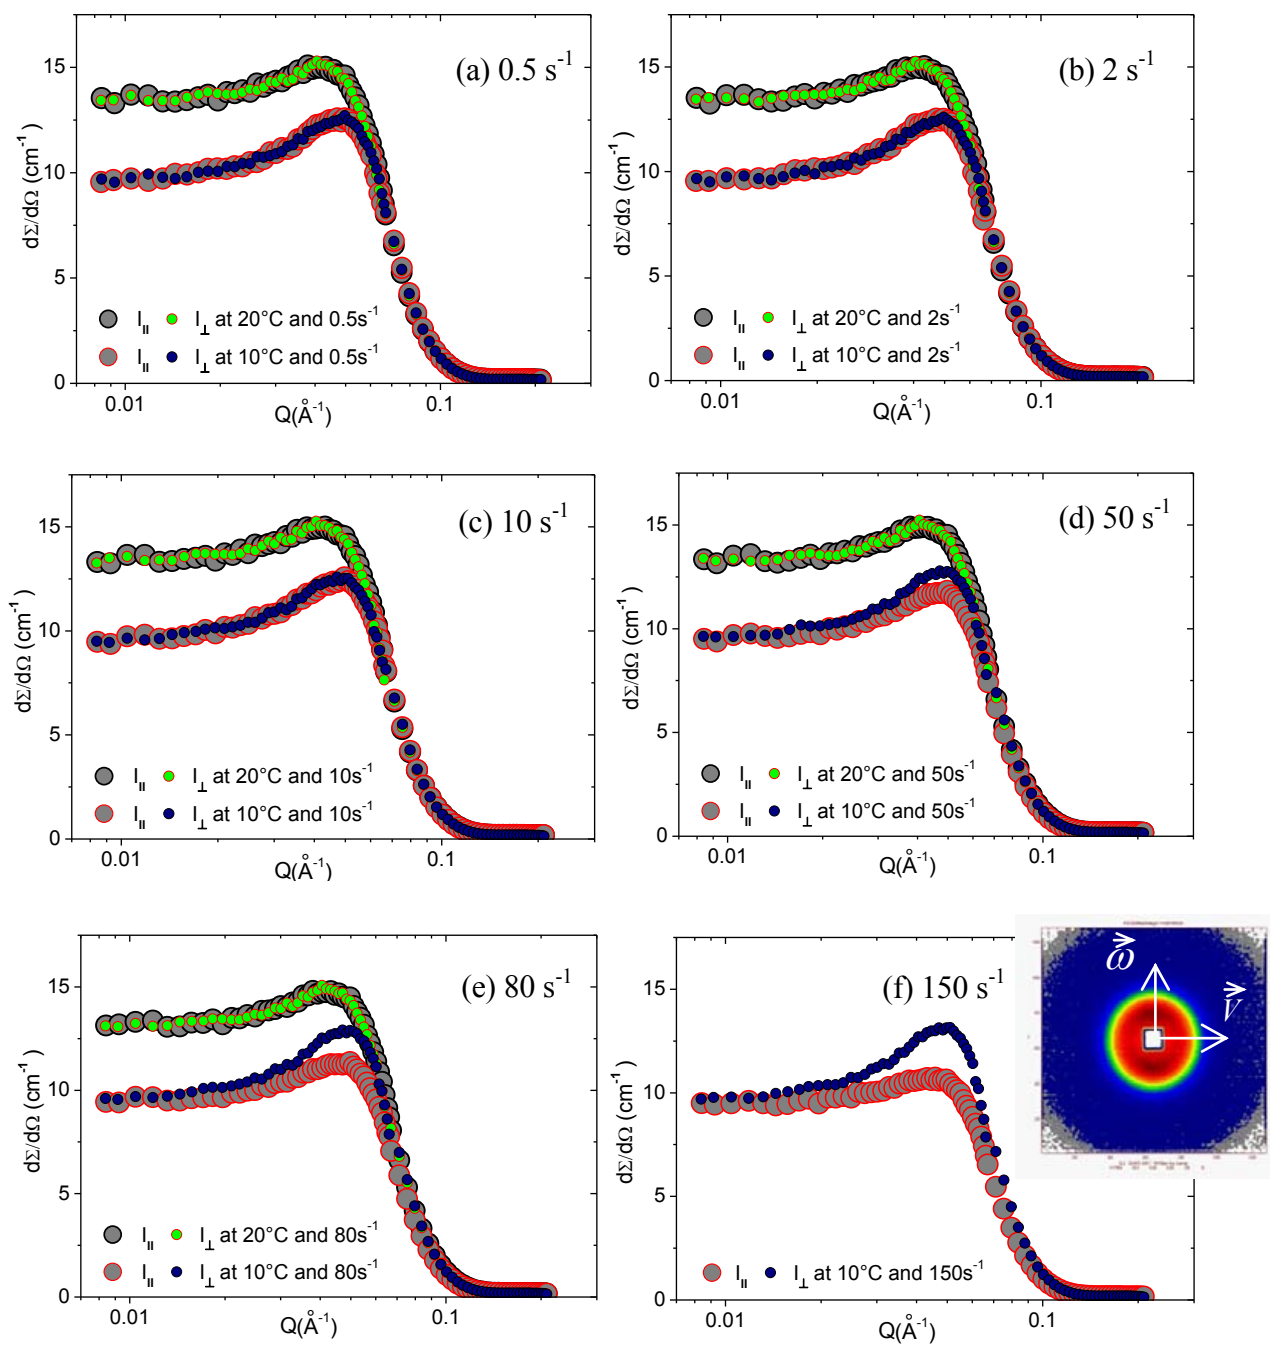 (a) 0.5 s⁻¹
15
10
5
0
dΣ/dΩ (cm⁻¹ )
I|| I⊥ at 20°C and 0.5s⁻¹
I|| I⊥ at 10°C and 0.5s⁻¹
0.01 0.1
Q(Å⁻¹)
(b) 2 s⁻¹
15
10
5
0
dΣ/dΩ (cm⁻¹ )
I|| I⊥ at 20°C and 2s⁻¹
I|| I⊥ at 10°C and 2s⁻¹
0.01 0.1
Q(Å⁻¹)
(c) 10 s⁻¹
15
10
5
0
dΣ/dΩ (cm⁻¹ )
I|| I⊥ at 20°C and 10s⁻¹
I|| I⊥ at 10°C and 10s⁻¹
0.01 0.1
Q(Å⁻¹)
(d) 50 s⁻¹
15
10
5
0
dΣ/dΩ (cm⁻¹ )
I|| I⊥ at 20°C and 50s⁻¹
I|| I⊥ at 10°C and 50s⁻¹
0.01 0.1
Q(Å⁻¹)
(e) 80 s⁻¹
15
10
5
0
dΣ/dΩ (cm⁻¹ )
I|| I⊥ at 20°C and 80s⁻¹
I|| I⊥ at 10°C and 80s⁻¹
0.01 0.1
Q(Å⁻¹)
(f) 150 s⁻¹
ω
V
15
10
5
0
dΣ/dΩ (cm⁻¹ )
I|| I⊥ at 10°C and 150s⁻¹
0.01 0.1
Q(Å⁻¹)